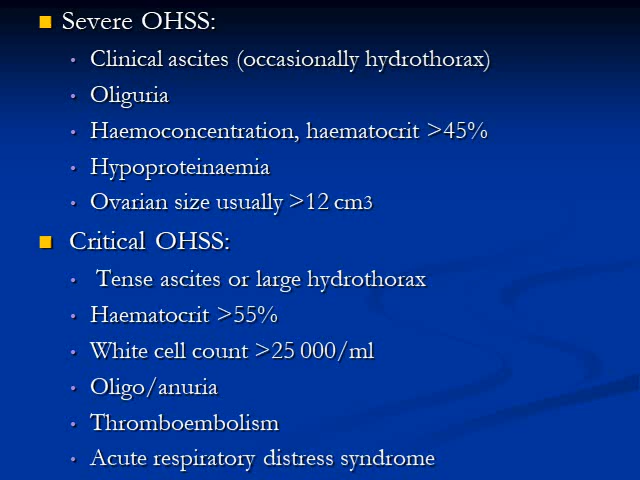 Severe OHSS:
Clinical ascites (occasionally hydrothorax)
Oliguria
Haemoconcentration, haematocrit >45%
Hypoproteinaemia
Ovarian size usually >12 cm3
Critical OHSS:
Tense ascites or large hydrothorax
Haematocrit >55%
White cell count >25 000/ml
Oligo/anuria
Thromboembolism
Acute respiratory distress syndrome